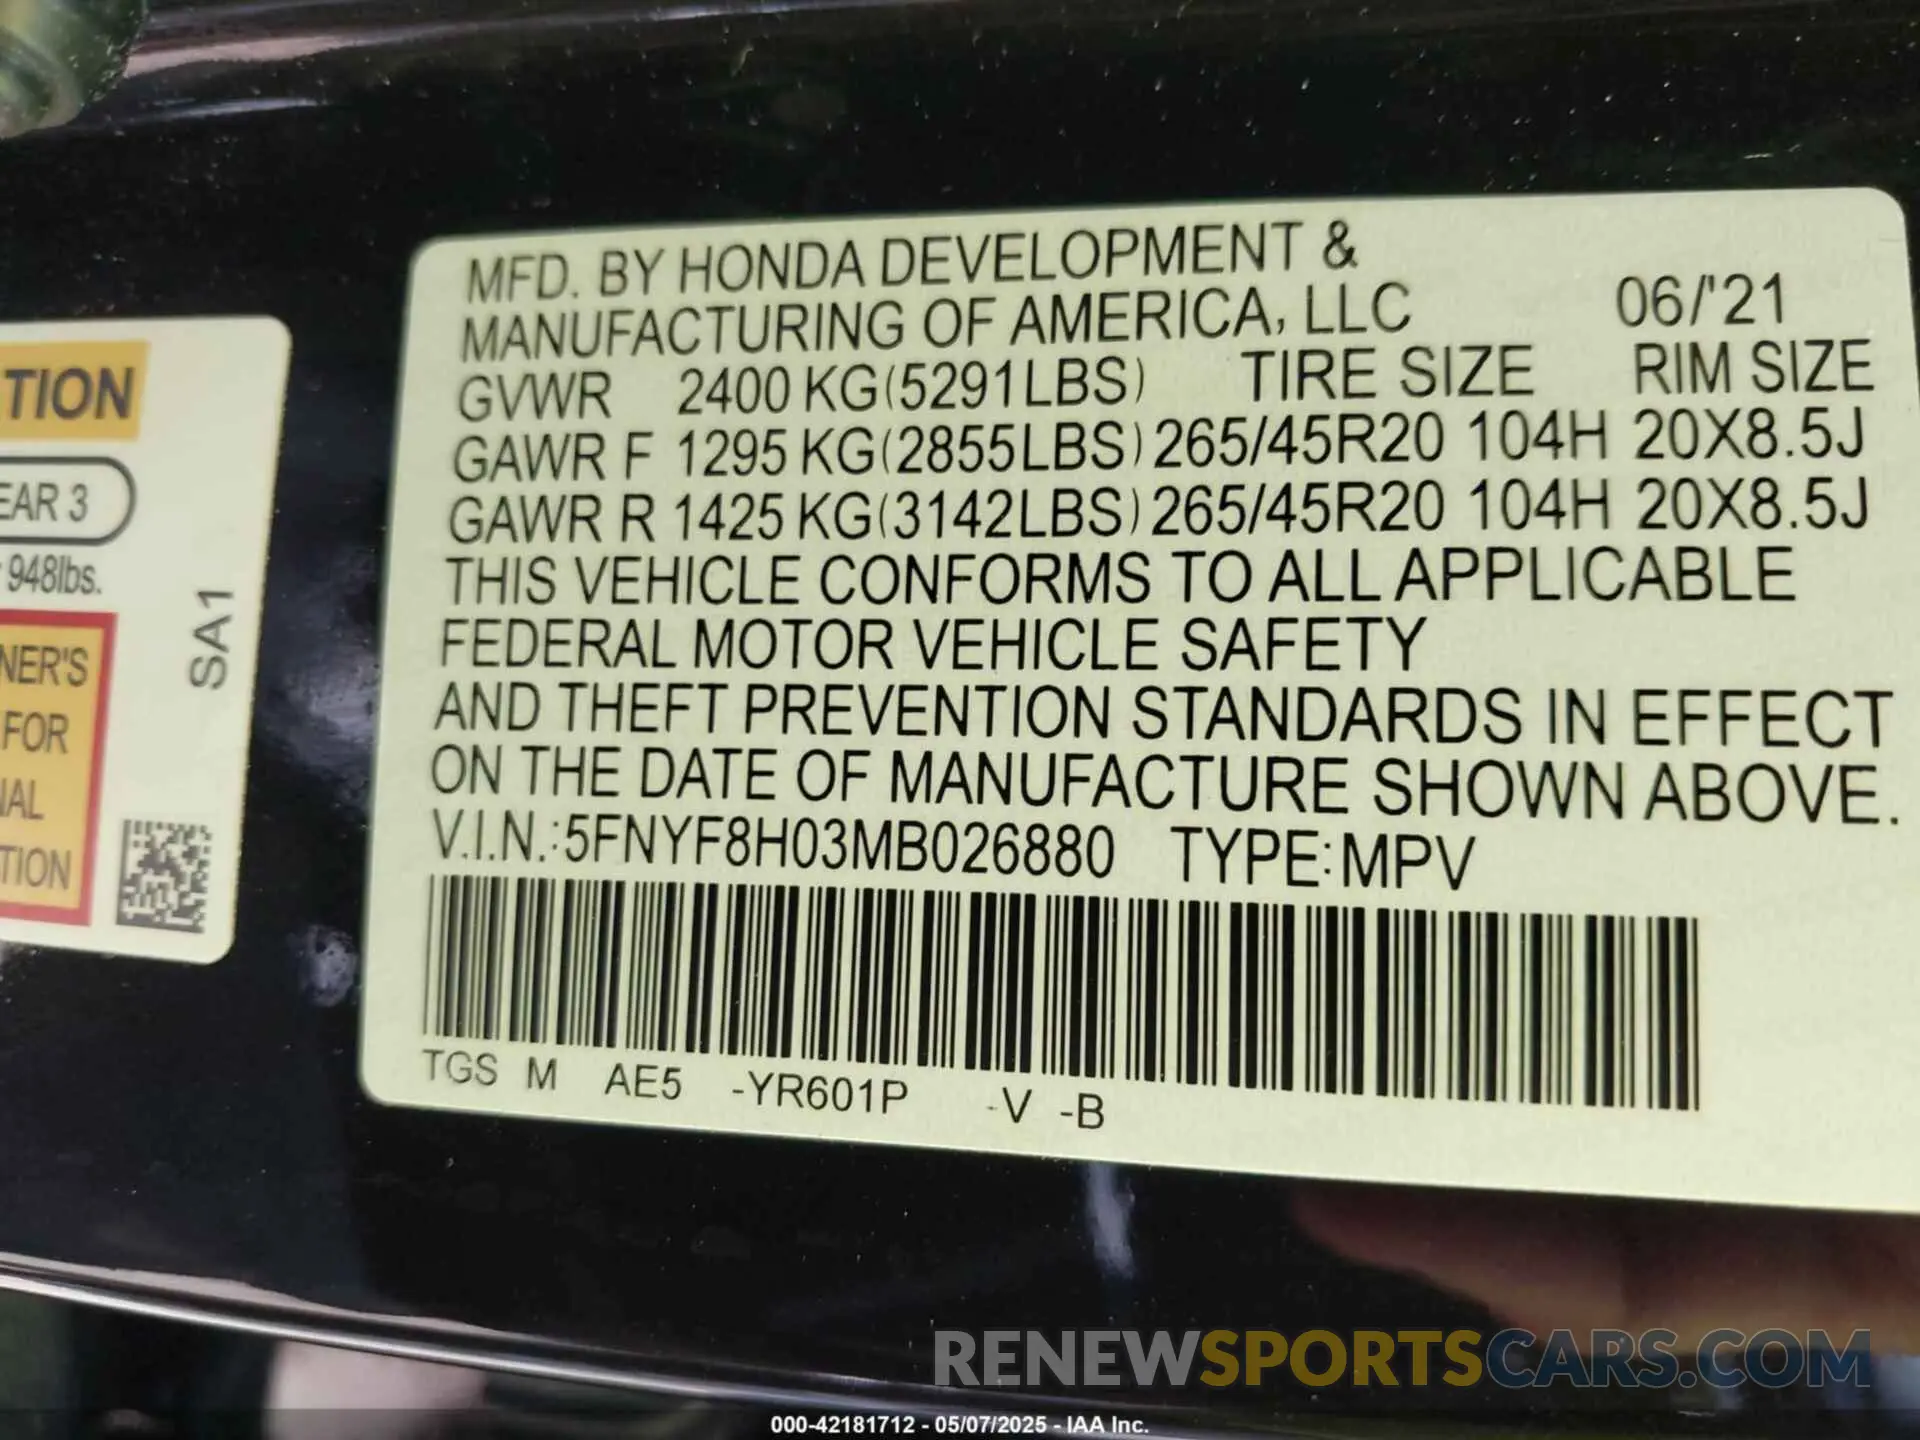 MFD. BY HONDA DEVELOPMENT &
MANUFACTURING OF AMERICA, LLC 06/'21
GVWR 2400 KG(5291LBS) TIRE SIZE RIM SIZE
GAWR F 1295 KG(2855LBS) 265/45R20 104H 20X8.5J
GAWR R 1425 KG(3142LBS) 265/45R20 104H 20X8.5J
THIS VEHICLE CONFORMS TO ALL APPLICABLE
FEDERAL MOTOR VEHICLE SAFETY
AND THEFT PREVENTION STANDARDS IN EFFECT
ON THE DATE OF MANUFACTURE SHOWN ABOVE.
V.I.N.:5FNYF8H03MB026880 TYPE:MPV
TGS M AE5 -YR601P -V -B
TION
EAR 3
948lbs.
NER'S
FOR
TION
SA1
RENEWSPORTSCARS.COM
000-42181712 - 05/07/2025 - IAA Inc.